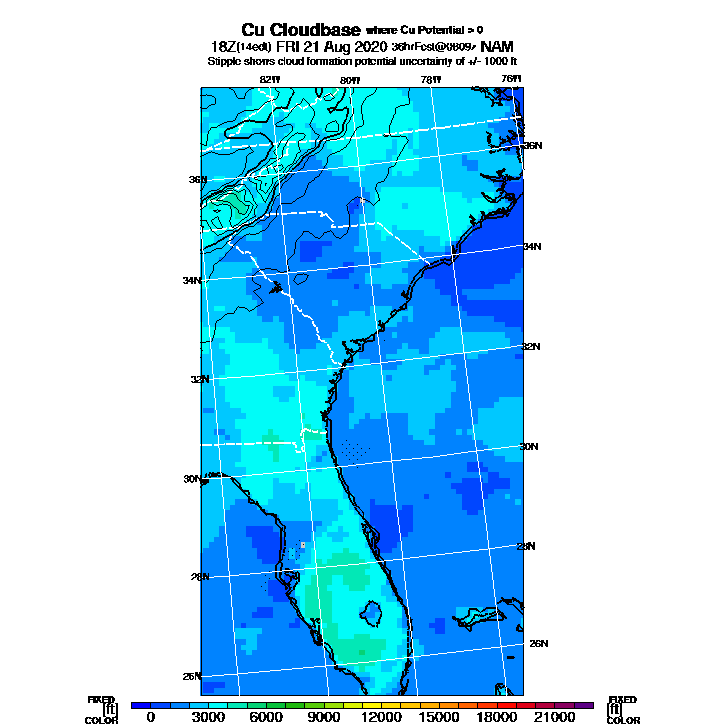 Cu Cloudbase where Cu Potential > 0
18Z(14edt) FRI 21 Aug 2020 36hrFcst@0809z NAM
Stipple shows cloud formation potential uncertainty of +/- 1000 ft
82W 80W 78W 76W
36N
36N
34N
34N
32N
32N
30N
30N
28N
28N
26N
26N
FIXED FIXED
[ft] [ft]
COLOR COLOR
0 3000 6000 9000 12000 15000 18000 21000